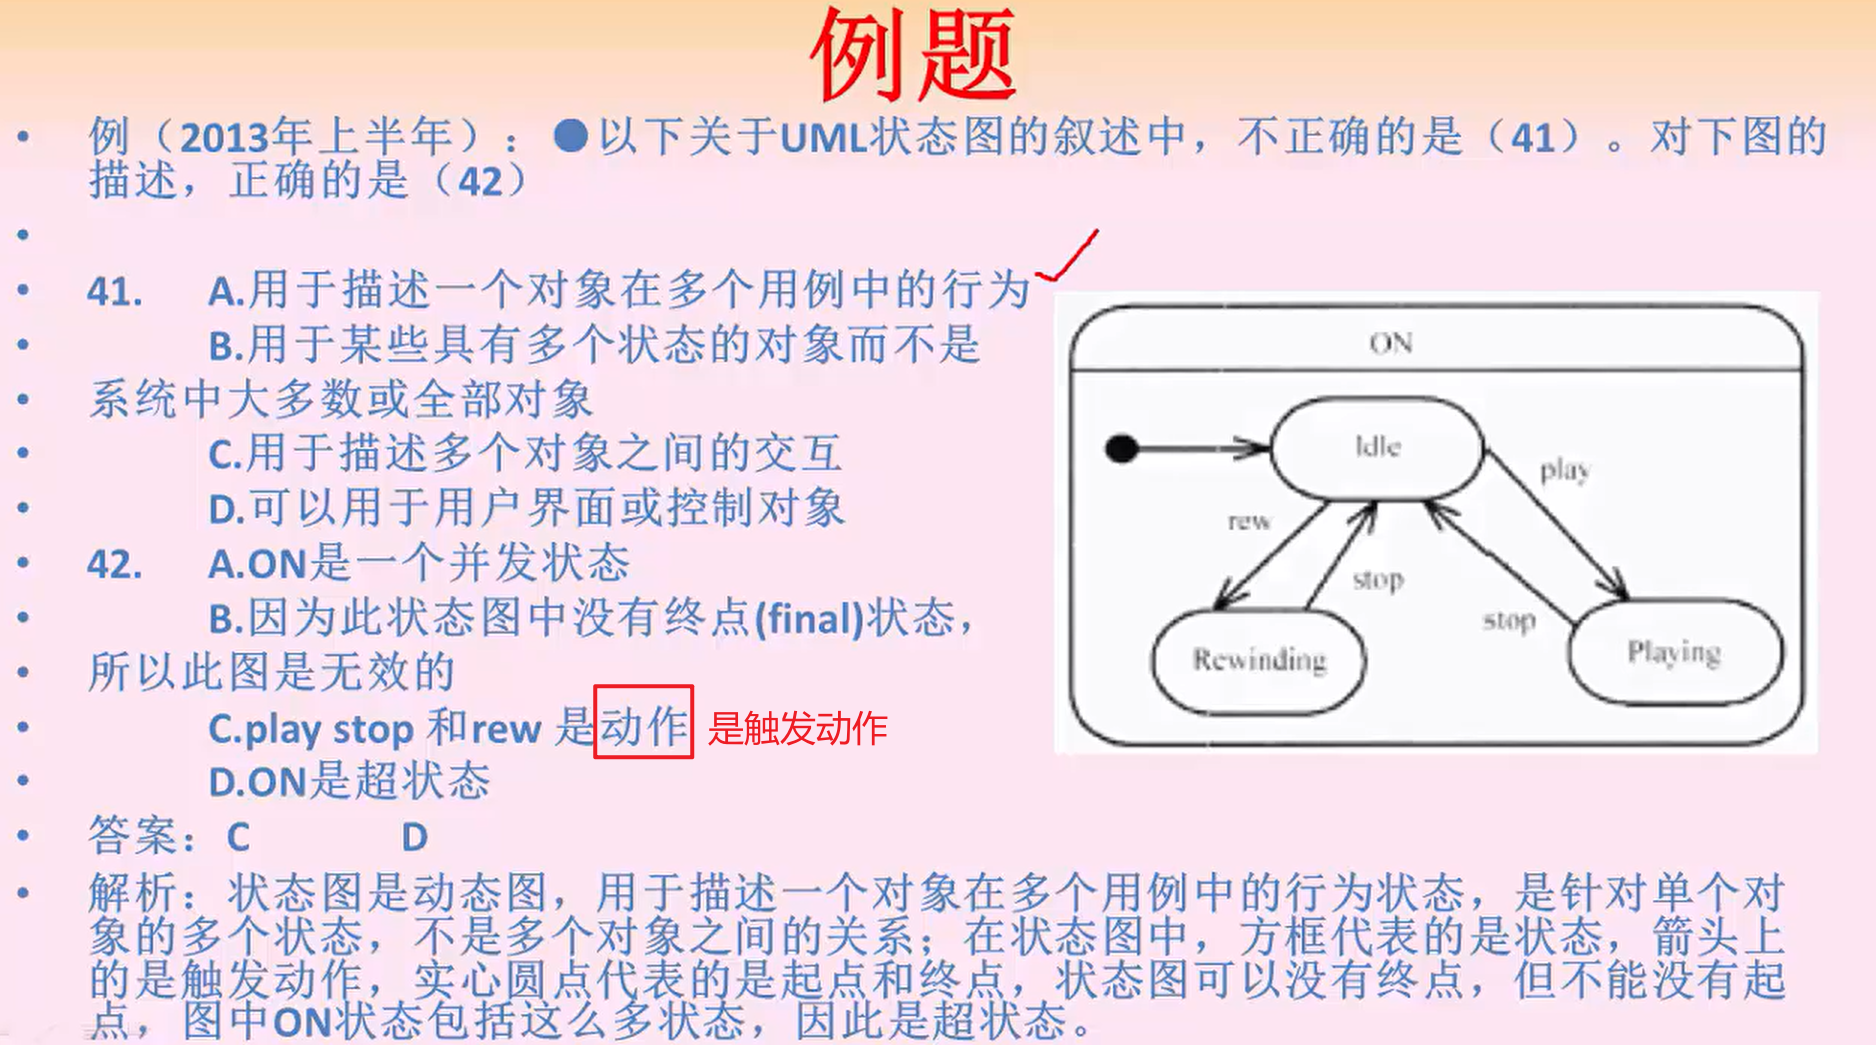 例题
例（2013年上半年）：●以下关于UML状态图的叙述中，不正确的是（41）。对下图的
描述，正确的是（42）
41. A.用于描述一个对象在多个用例中的行为
B.用于某些具有多个状态的对象而不是
系统中大多数或全部对象
C.用于描述多个对象之间的交互
D.可以用于用户界面或控制对象
42. A.ON是一个并发状态
B.因为此状态图中没有终点(final)状态，
所以此图是无效的
C.play stop 和rew 是动作 是触发动作
D.ON是超状态
答案：C D
解析：状态图是动态图，用于描述一个对象在多个用例中的行为状态，是针对单个对
象的多个状态，不是多个对象之间的关系；在状态图中，方框代表的是状态，箭头上
的是触发动作，实心圆点代表的是起点和终点，状态图可以没有终点，但不能没有起
点，图中ON状态包括这么多状态，因此是超状态。
ON
Idle
play
rew
stop
stop
Rewinding
Playing